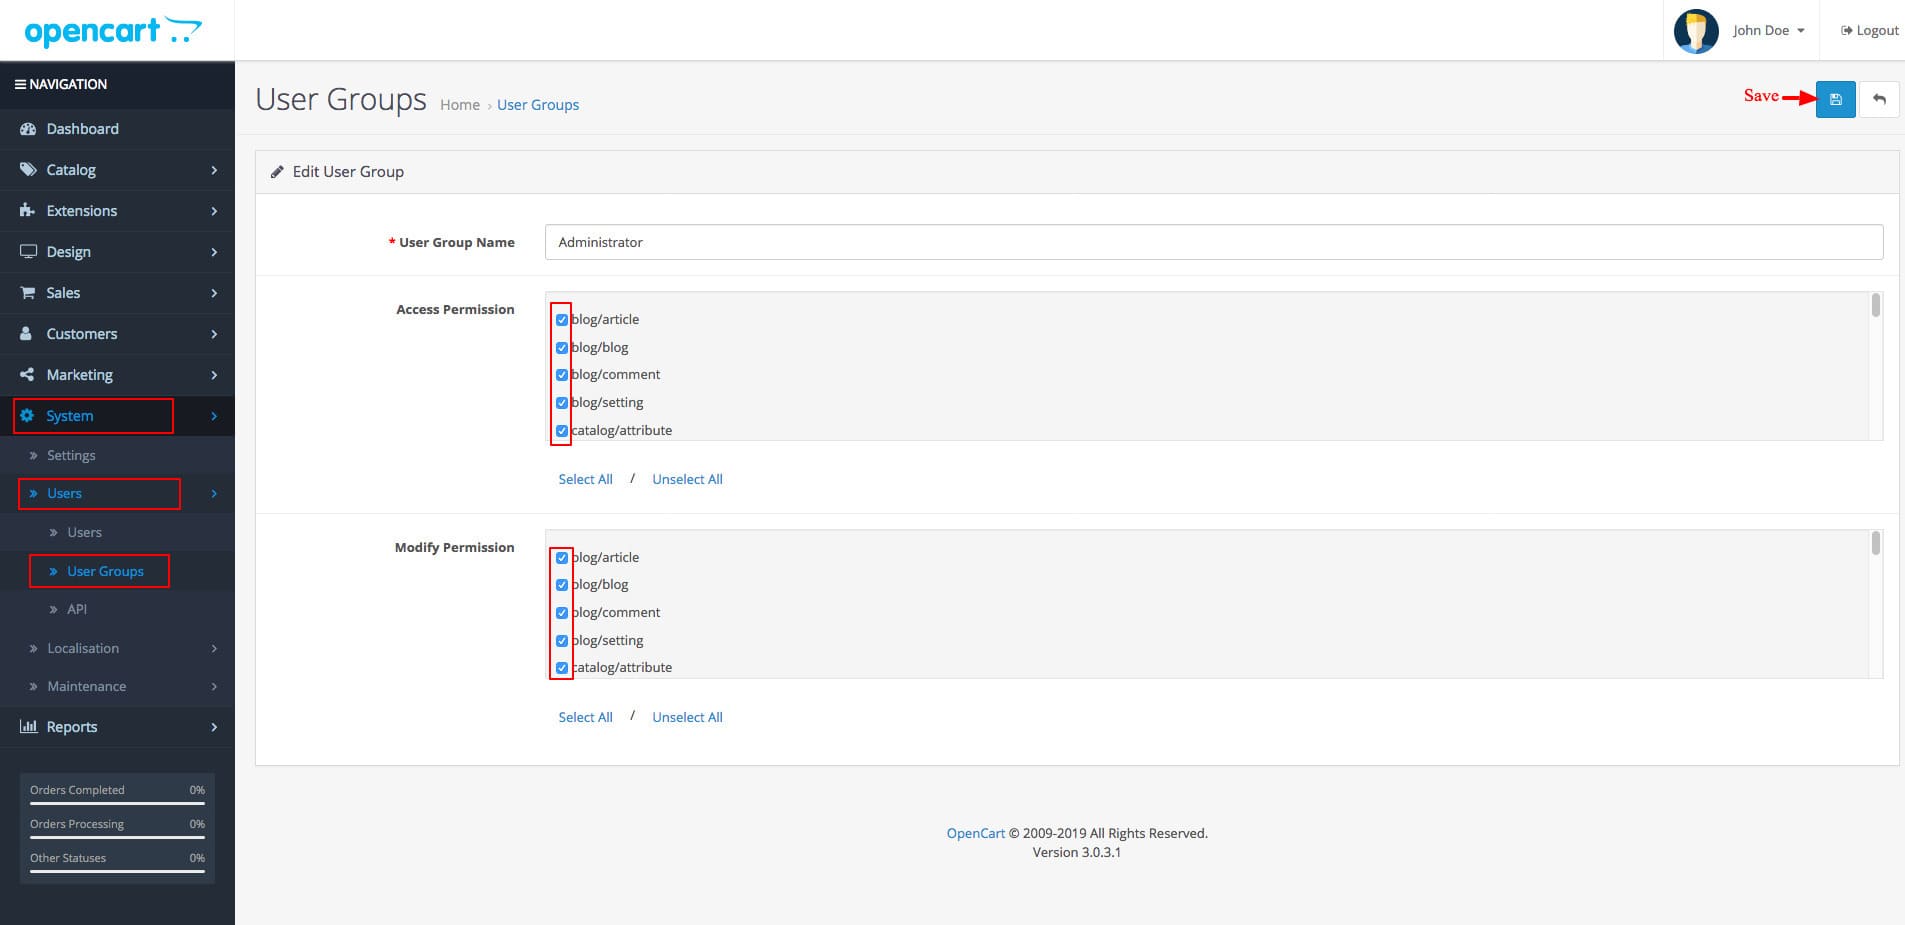 opencart
John Doe
Logout
NAVIGATION
Dashboard
Catalog
Extensions
Design
Sales
Customers
Marketing
System
Settings
Users
Users
User Groups
API
Localisation
Maintenance
Reports
Orders Completed 0%
Orders Processing 0%
Other Statuses 0%
User Groups Home › User Groups
Save
Edit User Group
* User Group Name Administrator
Access Permission
blog/article
blog/blog
blog/comment
blog/setting
catalog/attribute
Select All / Unselect All
Modify Permission
blog/article
blog/blog
blog/comment
blog/setting
catalog/attribute
Select All / Unselect All
OpenCart © 2009-2019 All Rights Reserved.
Version 3.0.3.1